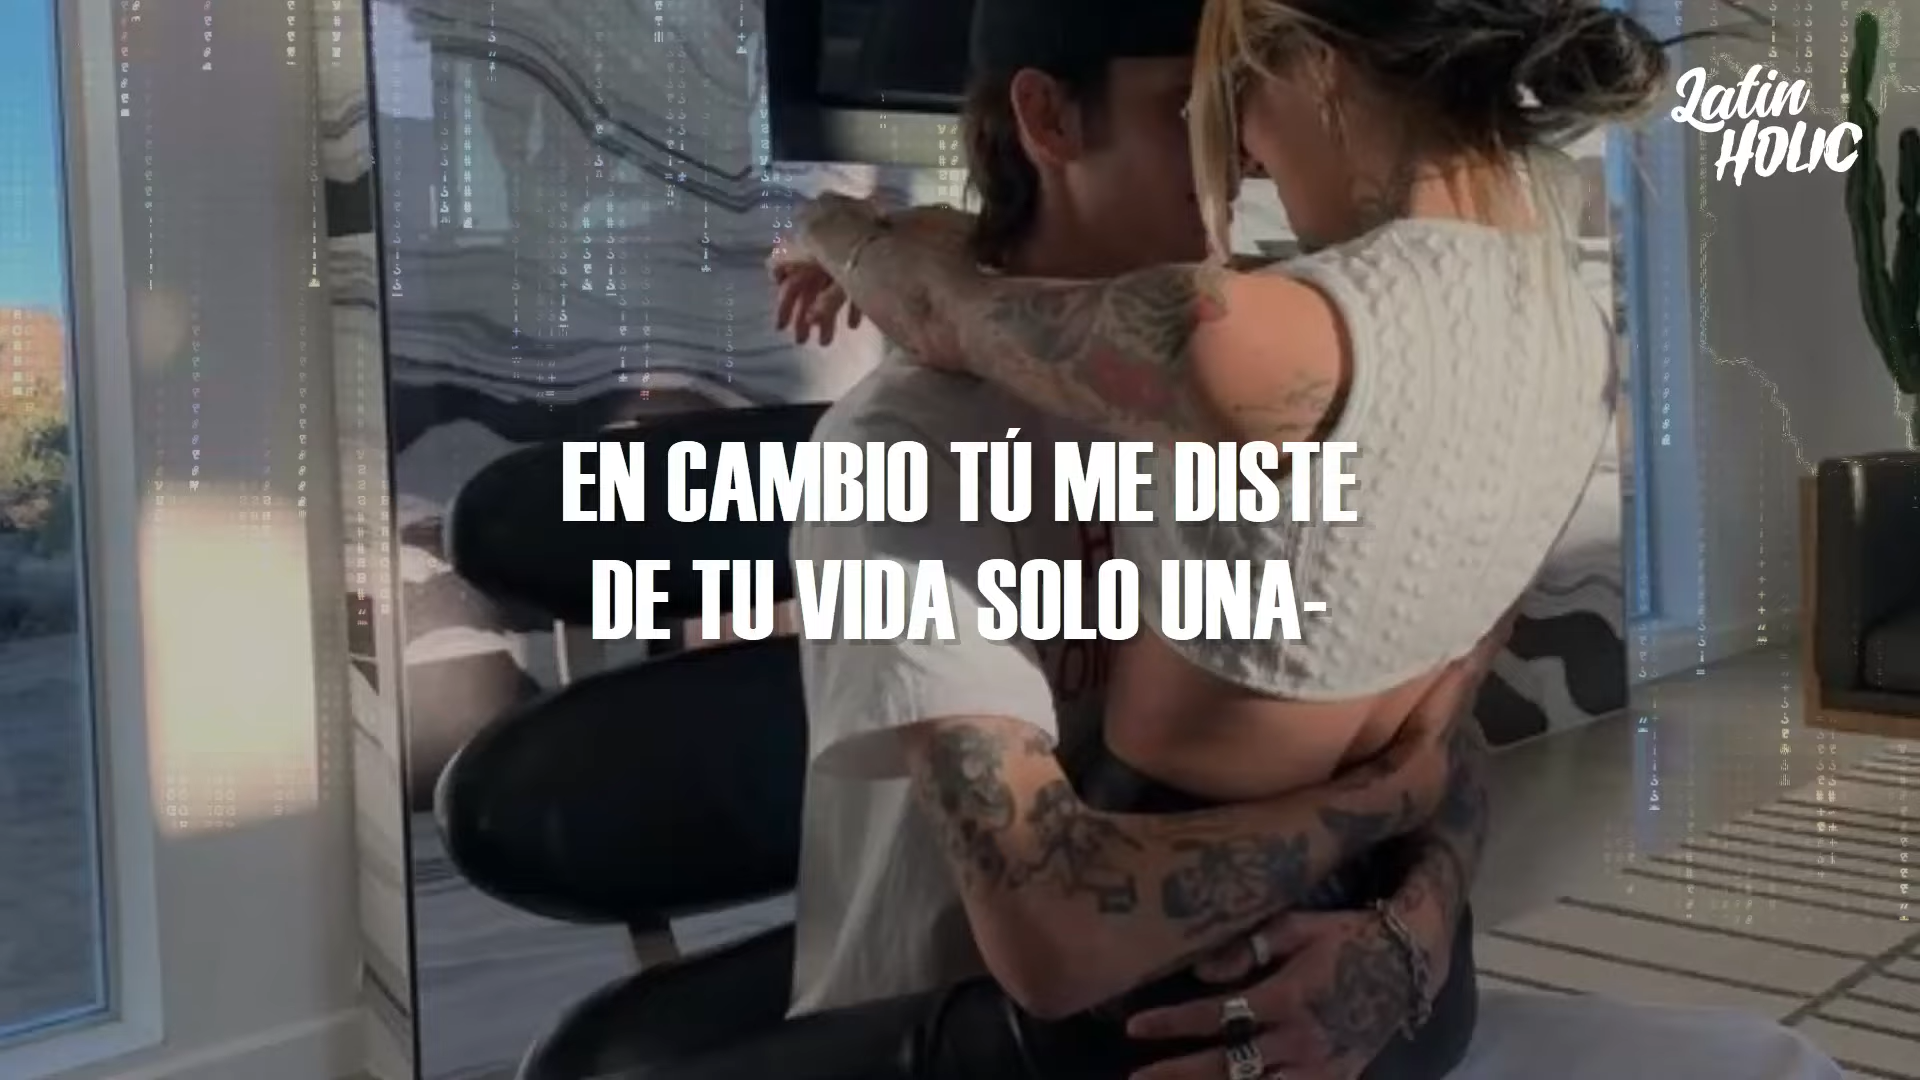 Latin
HOLIC
EN CAMBIO TÚ ME DISTE
DE TU VIDA SOLO UNA-